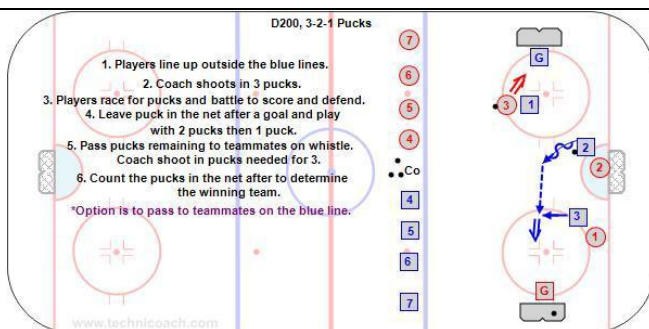 D200, 3-2-1 Pucks
1. Players line up outside the blue lines.
2. Coach shoots in 3 pucks.
3. Players race for pucks and battle to score and defend.
4. Leave puck in the net after a goal and play
with 2 pucks then 1 puck.
5. Pass pucks remaining to teammates on whistle.
Coach shoot in pucks needed for 3.
6. Count the pucks in the net after to determine
the winning team.
*Option is to pass to teammates on the blue line.
7
6
5
4
Co
4
5
6
7
G
3
1
2
2
3
1
G
www.technicoach.com